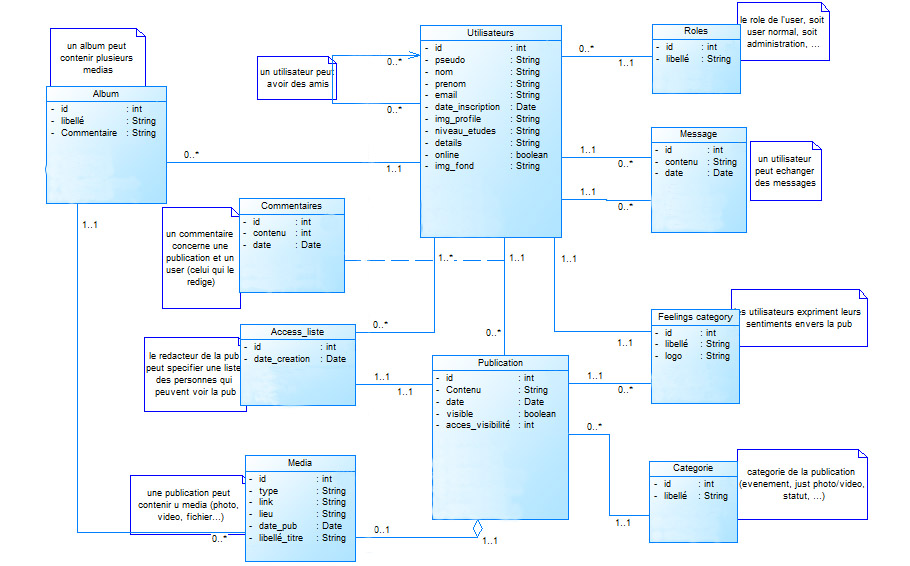 un album peut
contenir plusieurs
medias
Album
- id : int
- libellé : String
- Commentaire : String
un utilisateur peut
avoir des amis
0..*
0..*
Utilisateurs
- id : int
- pseudo : String
- nom : String
- prenom : String
- email : String
- date_inscription : Date
- img_profile : String
- niveau_etudes : String
- details : String
- online : boolean
- img_fond : String
0..*
1..1
Roles
- id : int
- libellé : String
le role de l'user, soit
user normal, soit
administration, ...
Message
- id : int
- contenu : String
- date : Date
1..1
0..*
1..1
0..*
un utilisateur
peut echanger
des messages
0..*
1..1
1..1
Commentaires
- id : int
- contenu : int
- date : Date
un commentaire
concerne une
publication et un
user (celui qui le
redige)
1..*
1..1
1..1
0..*
0..*
1..1
Access_liste
- id : int
- date_creation : Date
le redacteur de la pub
peut specifier une liste
des personnes qui
peuvent voir la pub
1..1
1..1
Publication
- id : int
- Contenu : String
- date : Date
- visible : boolean
- acces_visibilité : int
Feelings category
- id : int
- libellé : String
- logo : String
utilisateurs expriment leurs
sentiments envers la pub
1..1
0..*
0..*
1..1
Categorie
- id : int
- libellé : String
categorie de la publication
(evenement, just photo/video,
statut, ...)
Media
- id : int
- type : String
- link : String
- lieu : String
- date_pub : Date
- libellé_titre : String
une publication peut
contenir u media (photo,
video, fichier...)
0..*
0..1
1..1